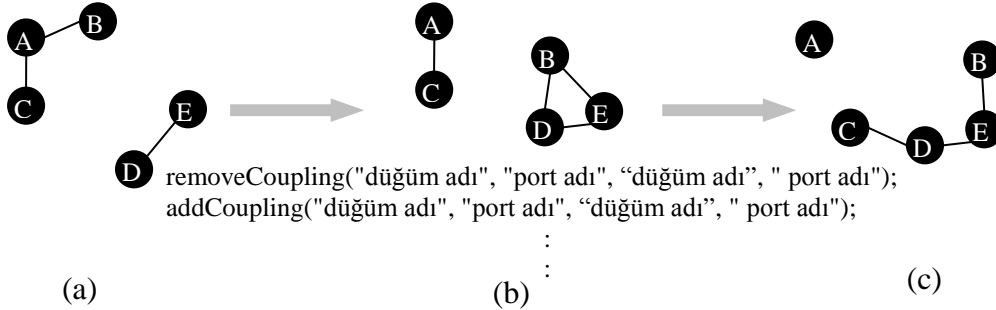 A B C E D
A C B D E
A B C D E
removeCoupling("düğüm adı", "port adı", “düğüm adı”, " port adı");
addCoupling("düğüm adı", "port adı", “düğüm adı”, " port adı");
:
:
(a) (b) (c)